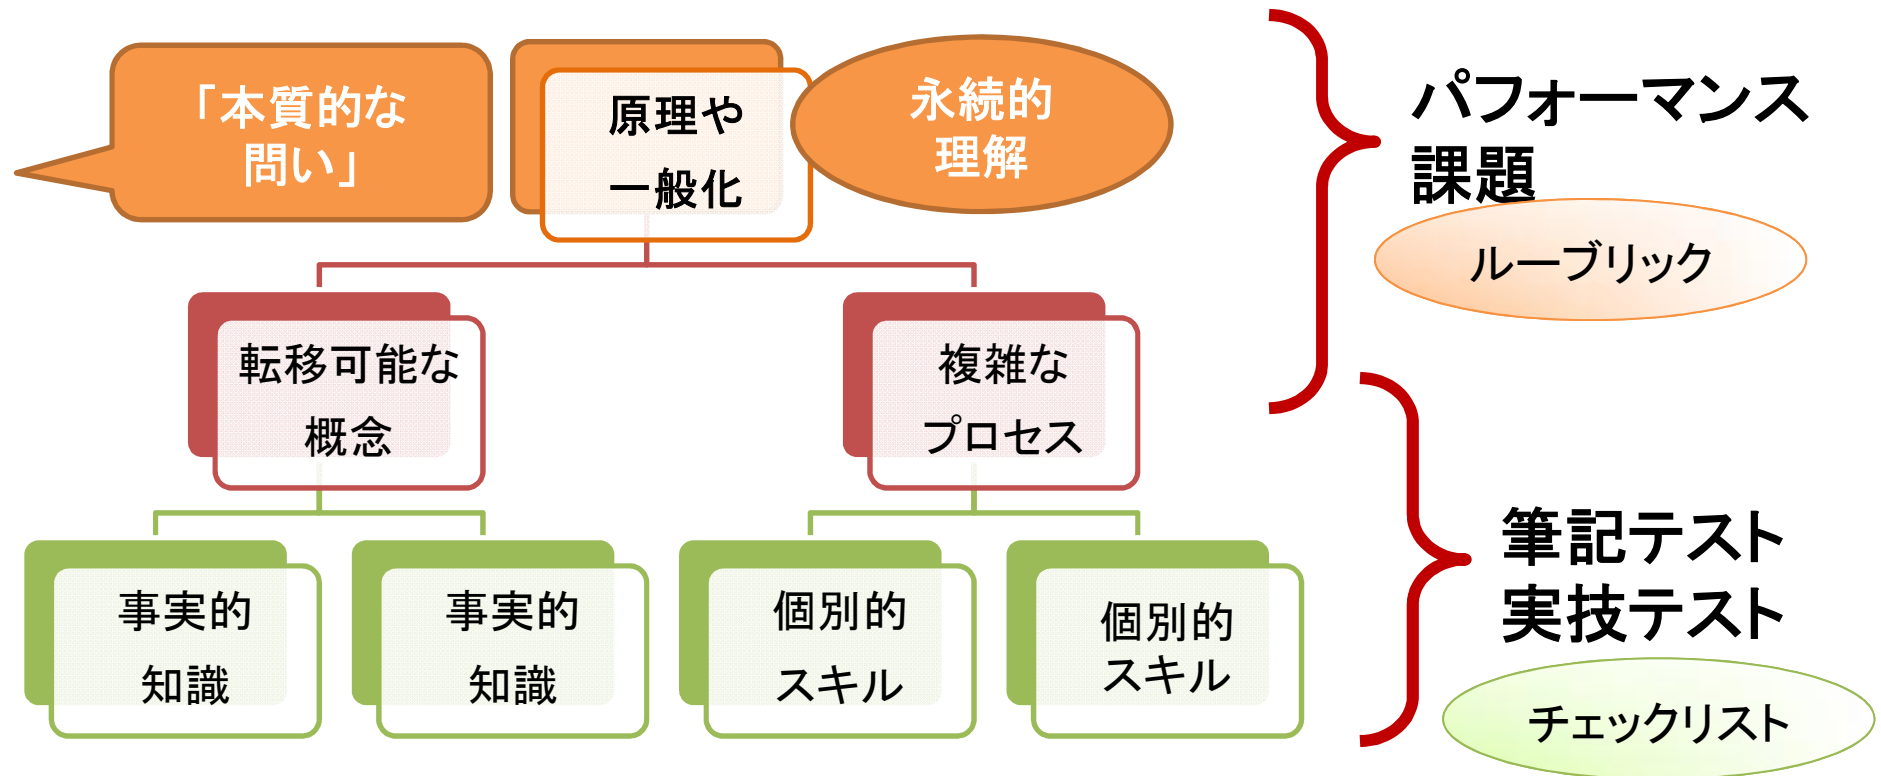 「本質的な
問い」
原理や
一般化
永続的
理解
パフォーマンス
課題
ルーブリック
転移可能な
概念
複雑な
プロセス
事実的
知識
事実的
知識
個別的
スキル
個別的
スキル
筆記テスト
実技テスト
チェックリスト